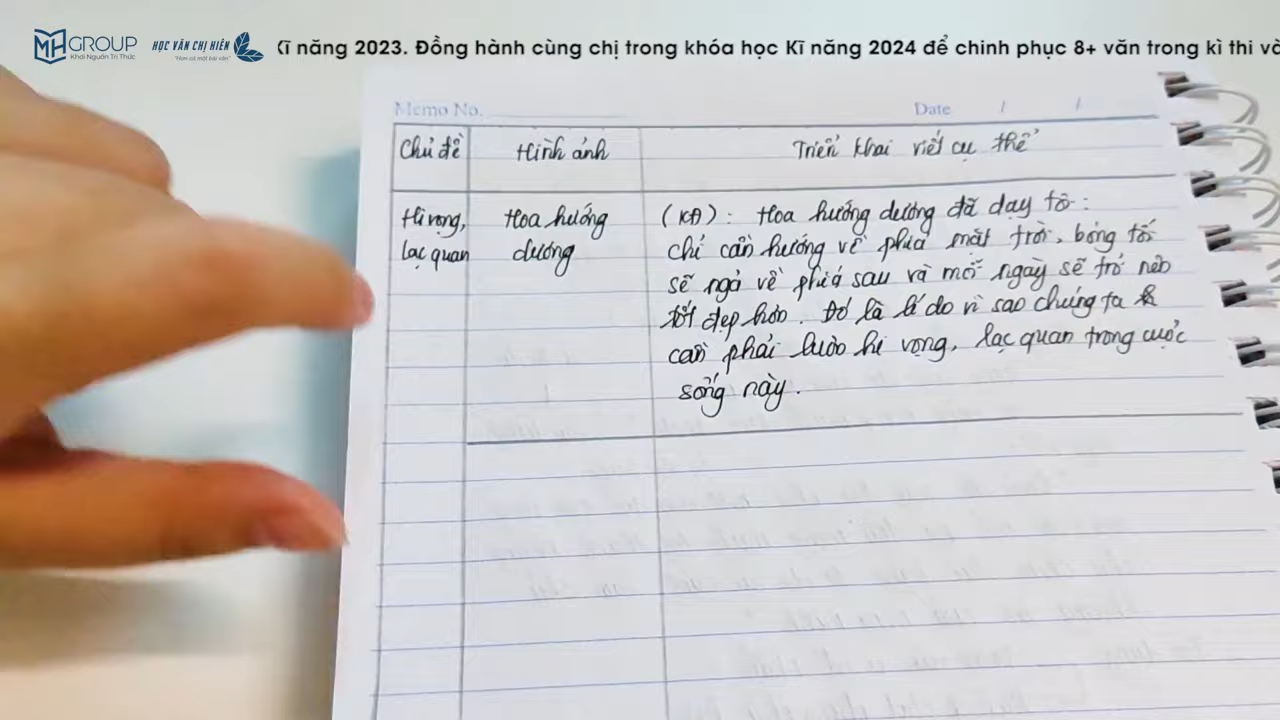 MH GROUP
Khơi Nguồn Tri Thức
HỌC VĂN CHỊ HIÊN
"Hơn cả một bài văn"
Kĩ năng 2023. Đồng hành cùng chị trong khóa học Kĩ năng 2024 để chinh phục 8+ văn trong kì thi và
Memo No.
Date / /
Chủ đề
Hình ảnh
Triển khai viết cụ thể
Hi vọng,
lạc quan
Hoa hướng
dương
(KĐ): Hoa hướng dương đã dạy tôi:
chỉ cần hướng về phía mặt trời, bóng tối
sẽ ngả về phía sau và mỗi ngày sẽ trở nên
tốt đẹp hơn. Đó là lí do vì sao chúng ta
cần phải luôn hi vọng, lạc quan trong cuộc
sống này.